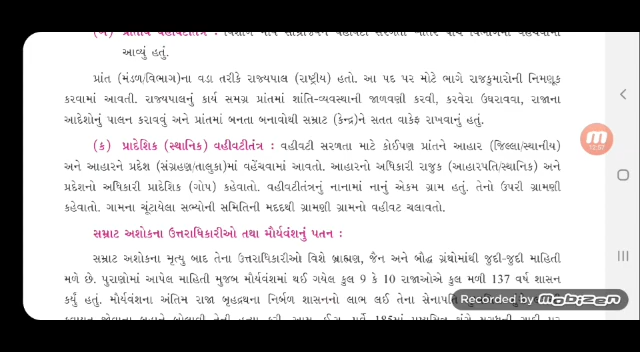 આવ્યું હતું.
પ્રાંત (મંડળ/વિભાગ)ના વડા તરીકે રાજ્યપાલ (રાષ્ટ્રીય) હતો. આ પદ પર મોટે ભાગે રાજકુમારોની નિમણૂક
કરવામાં આવતી. રાજ્યપાલનું કાર્ય સમગ્ર પ્રાંતમાં શાંતિ-વ્યવસ્થાની જાળવણી કરવી, કરવેરા ઉઘરાવવા, રાજાના
આદેશોનું પાલન કરાવવું અને પ્રાંતમાં બનતા બનાવોથી સમ્રાટ (કેન્દ્ર)ને સતત વાકેફ રાખવાનું હતું.
(ક) પ્રાદેશિક (સ્થાનિક) વહીવટીતંત્ર : વહીવટી સરળતા માટે કોઈપણ પ્રાંતને આહાર (જિલ્લા/સ્થાનીય)
અને આહારને પ્રદેશ (સંગ્રહણ/તાલુકા)માં વહેંચવામાં આવતો. આહારનો અધિકારી રાજુક (આહારપતિ/સ્થાનિક) અને
પ્રદેશનો અધિકારી પ્રાદેશિક (ગોપ) કહેવાતો. વહીવટીતંત્રનું નાનામાં નાનું એકમ ગ્રામ હતું. તેનો ઉપરી ગ્રામણી
કહેવાતો. ગામના ચૂંટાયેલા સભ્યોની સમિતિની મદદથી ગ્રામણી ગ્રામનો વહીવટ ચલાવતો.
સમ્રાટ અશોકના ઉત્તરાધિકારીઓ તથા મૌર્યવંશનું પતન :
સમ્રાટ અશોકના મૃત્યુ બાદ તેના ઉત્તરાધિકારીઓ વિશે બ્રાહ્મણ, જૈન અને બૌદ્ધ ગ્રંથોમાંથી જુદી-જુદી માહિતી
મળે છે. પુરાણોમાં આપેલ માહિતી મુજબ મૌર્યવંશમાં થઈ ગયેલ કુલ 9 કે 10 રાજાઓએ કુલ મળી 137 વર્ષ શાસન
કર્યું હતું. મૌર્યવંશના અંતિમ રાજા બૃહદ્રથના નિર્બળ શાસનનો લાભ લઈ તેના સેનાપતિ
Recorded by Mobizen
12:57